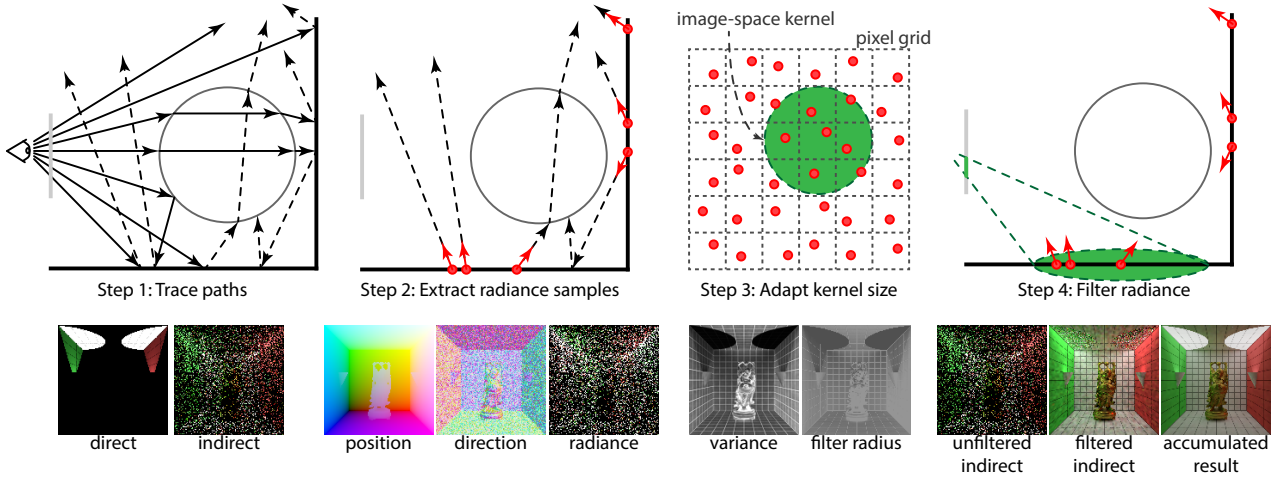 image-space kernel
pixel grid
Step 1: Trace paths
Step 2: Extract radiance samples
Step 3: Adapt kernel size
Step 4: Filter radiance
direct
indirect
position
direction
radiance
variance
filter radius
unfiltered
indirect
filtered
indirect
accumulated
result